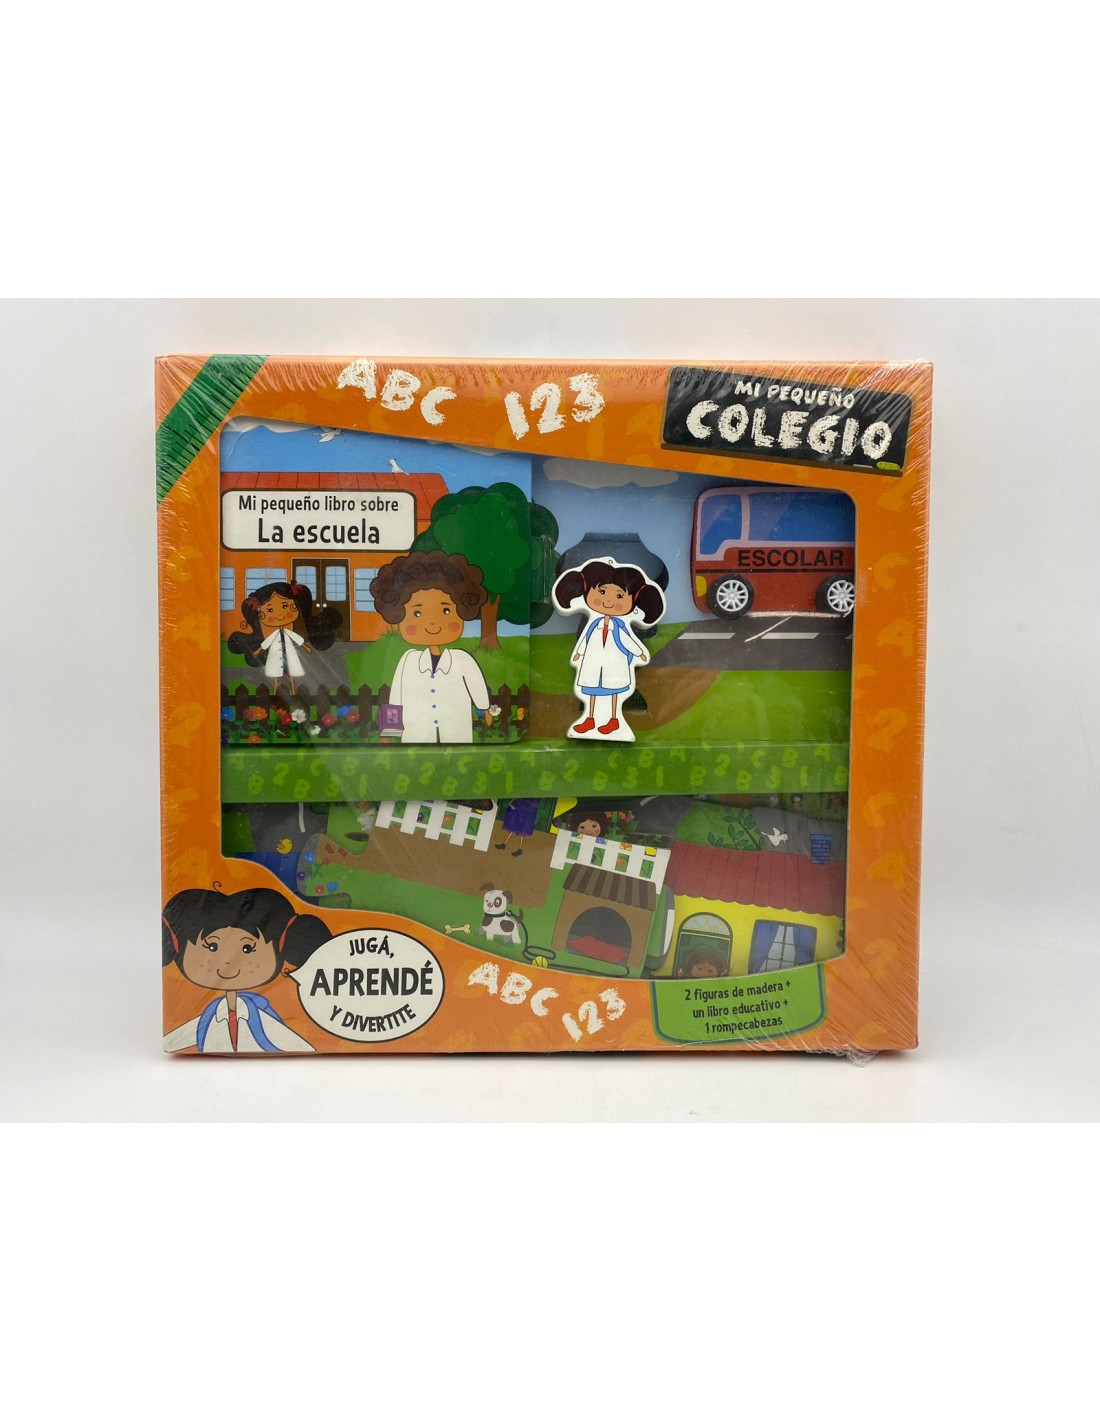 ABC 123
MI PEQUEÑO
COLEGIO
Mi pequeño libro sobre
La escuela
ESCOLAR
JUGÁ,
APRENDÉ
Y DIVERTITE
ABC
123
2 figuras de madera +
un libro educativo +
1 rompecabezas